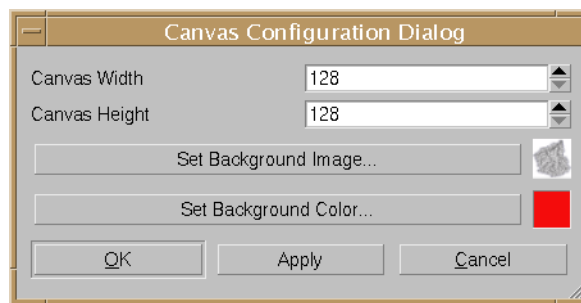 Canvas Configuration Dialog
Canvas Width 128
Canvas Height 128
Set Background Image...
Set Background Color...
OK Apply Cancel